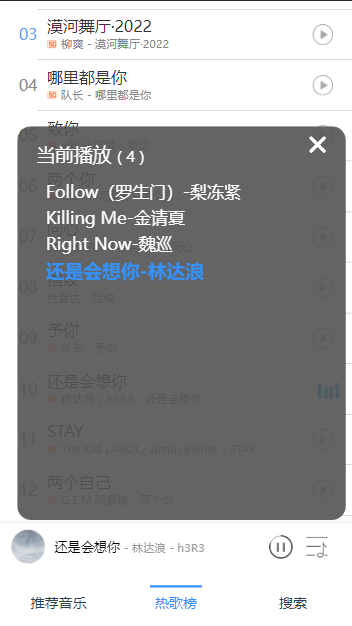 03 漠河舞厅·2022
SQ 柳爽 - 漠河舞厅·2022
04 哪里都是你
SQ 队长 - 哪里都是你
05 致你
当前播放 ( 4 )
Follow（罗生门）-梨冻紧
06 两个你
Killing Me-金请夏
07
Right Now-魏巡
还是会想你-林达浪
08 指纹
杜宣达 - 指纹
09 予你
队长 - 予你
10 还是会想你
林达浪 / h3R3 - 还是会想你
11 STAY
The Kid LAROI / Justin Bieber - STAY
12 两个自己
G.E.M.邓紫棋 - 两个你
还是会想你 - 林达浪 - h3R3
推荐音乐 热歌榜 搜索